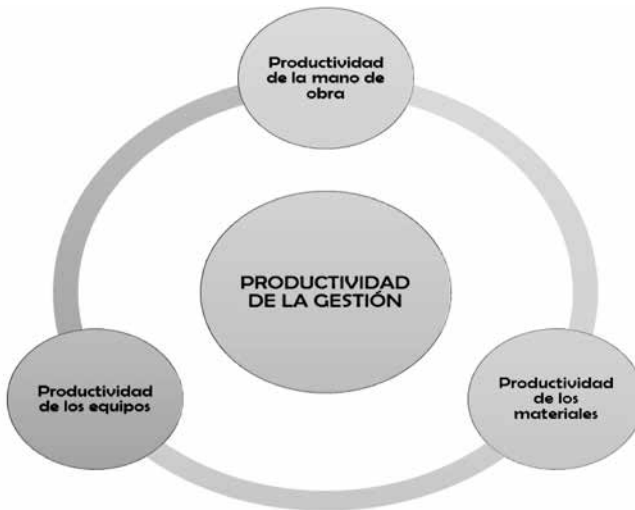 Productividad
de la mano de
obra
PRODUCTIVIDAD
DE LA GESTIÓN
Productividad
de los equipos
Productividad
de los
materiales